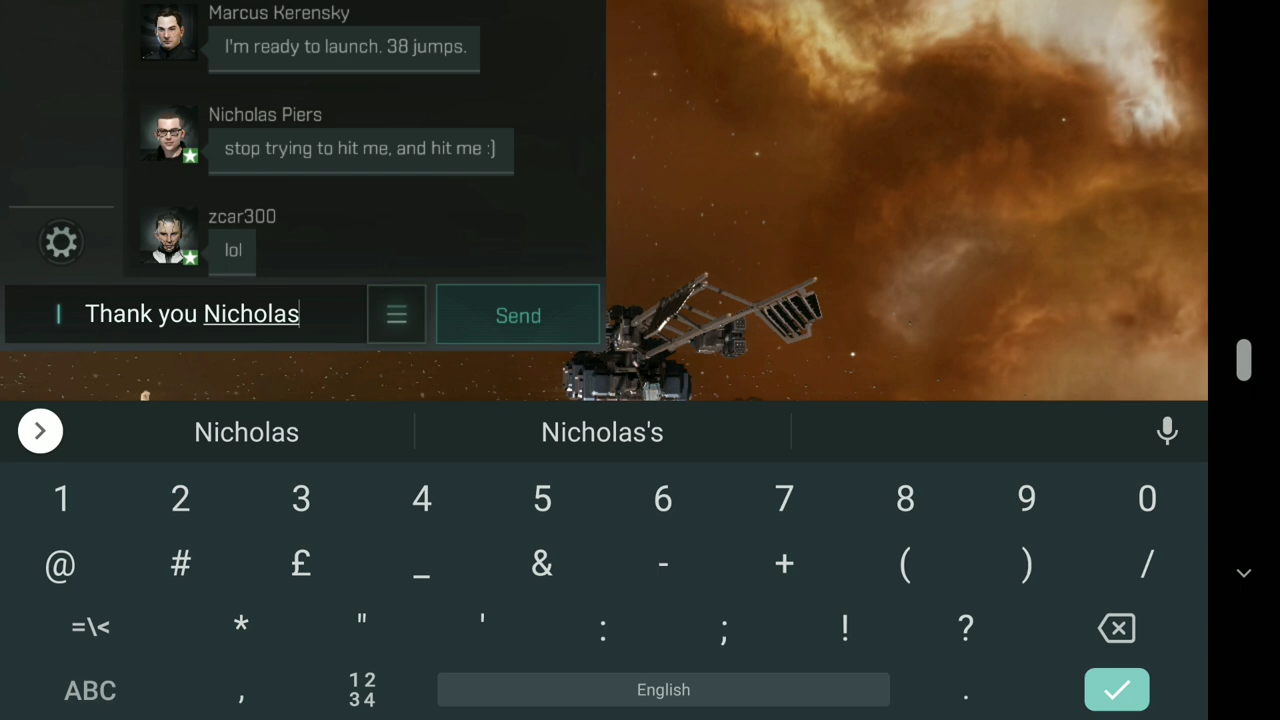 Marcus Kerensky
I'm ready to launch. 38 jumps.
Nicholas Piers
stop trying to hit me, and hit me :]
zcar300
lol
Thank you Nicholas
Send
Nicholas
Nicholas's
1 2 3 4 5 6 7 8 9 0
@ # £ _ & - + ( ) /
=\< * " ' : ; ! ?
ABC , 12 34 English .